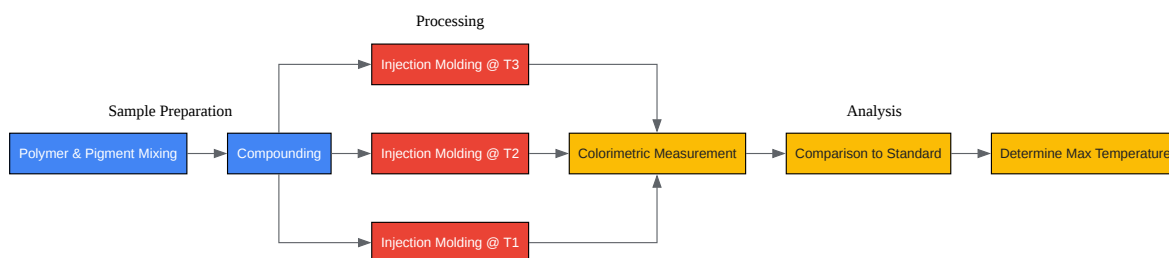 Processing
Injection Molding @ T3
Sample Preparation
Analysis
Polymer & Pigment Mixing
Compounding
Injection Molding @ T2
Colorimetric Measurement
Comparison to Standard
Determine Max Temperature
Injection Molding @ T1